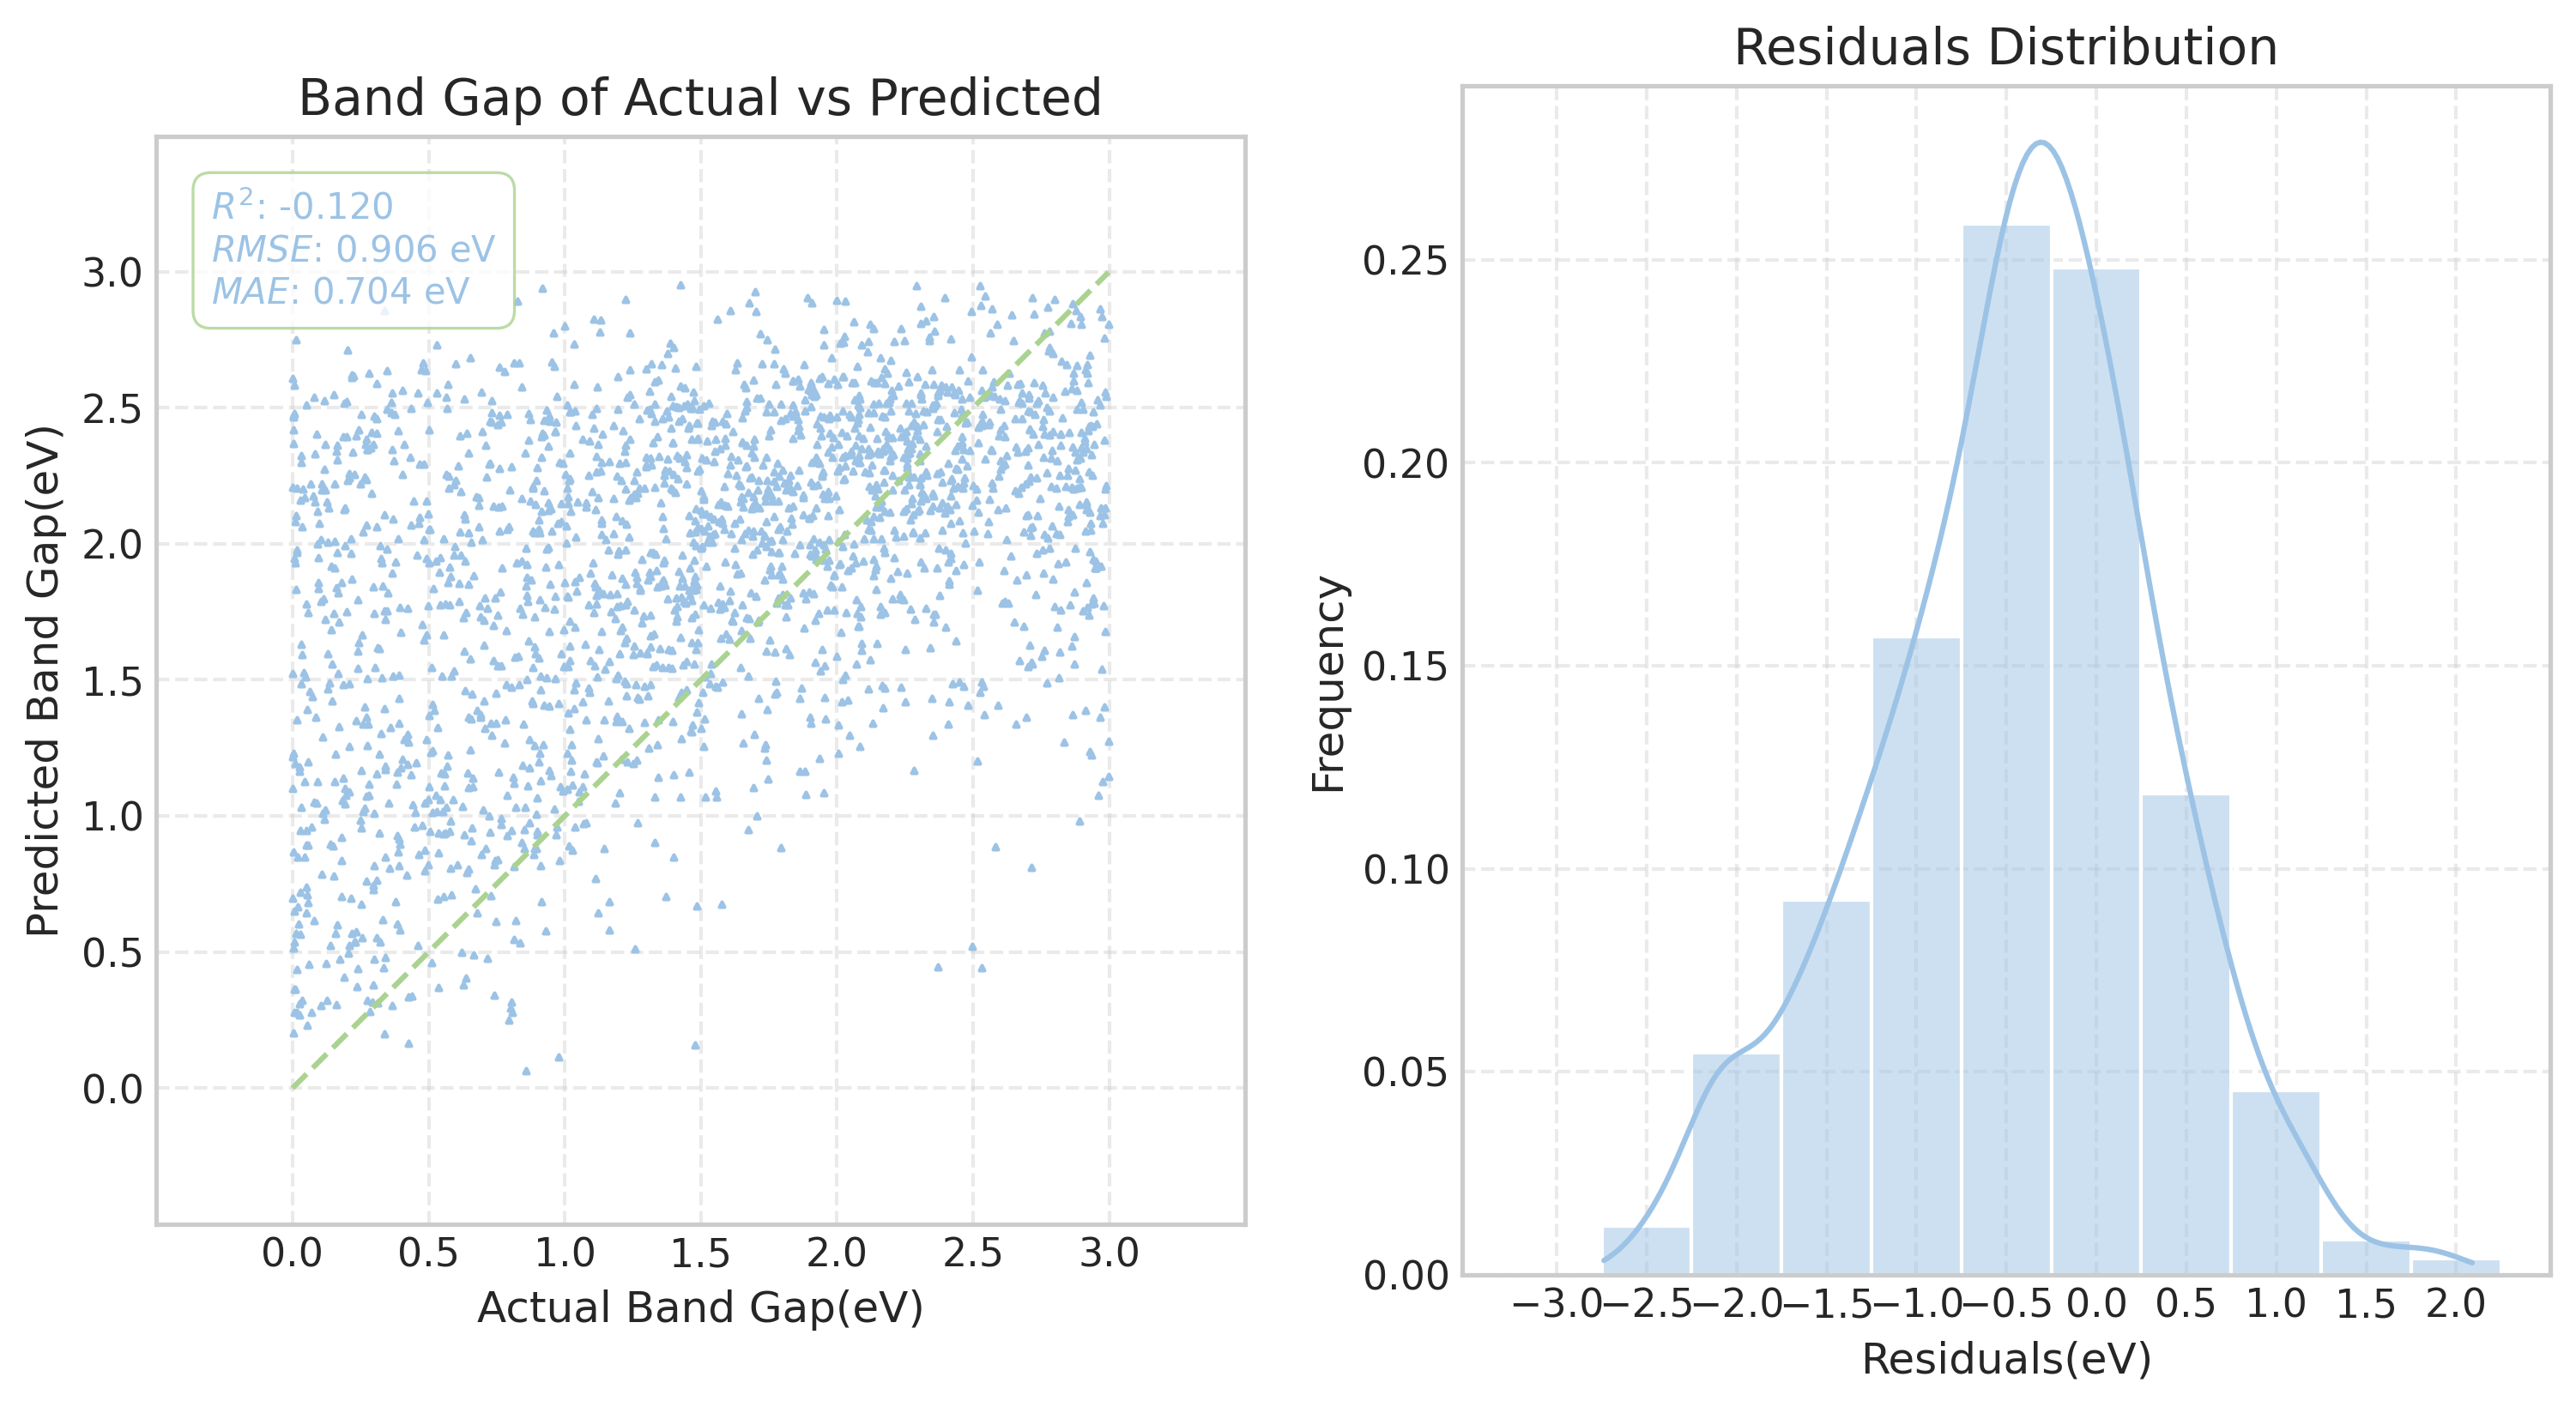 Band Gap of Actual vs Predicted
R²: -0.120
RMSE: 0.906 eV
MAE: 0.704 eV
Predicted Band Gap(eV)
3.0
2.5
2.0
1.5
1.0
0.5
0.0
0.0 0.5 1.0 1.5 2.0 2.5 3.0
Actual Band Gap(eV)
Residuals Distribution
Frequency
0.25
0.20
0.15
0.10
0.05
0.00
−3.0 −2.5 −2.0 −1.5 −1.0 −0.5 0.0 0.5 1.0 1.5 2.0
Residuals(eV)